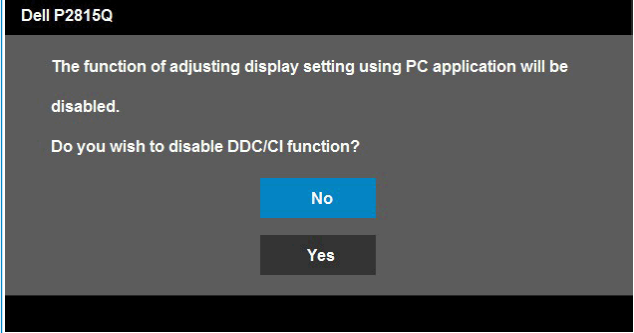 Dell P2815Q
The function of adjusting display setting using PC application will be
disabled.
Do you wish to disable DDC/CI function?
No
Yes